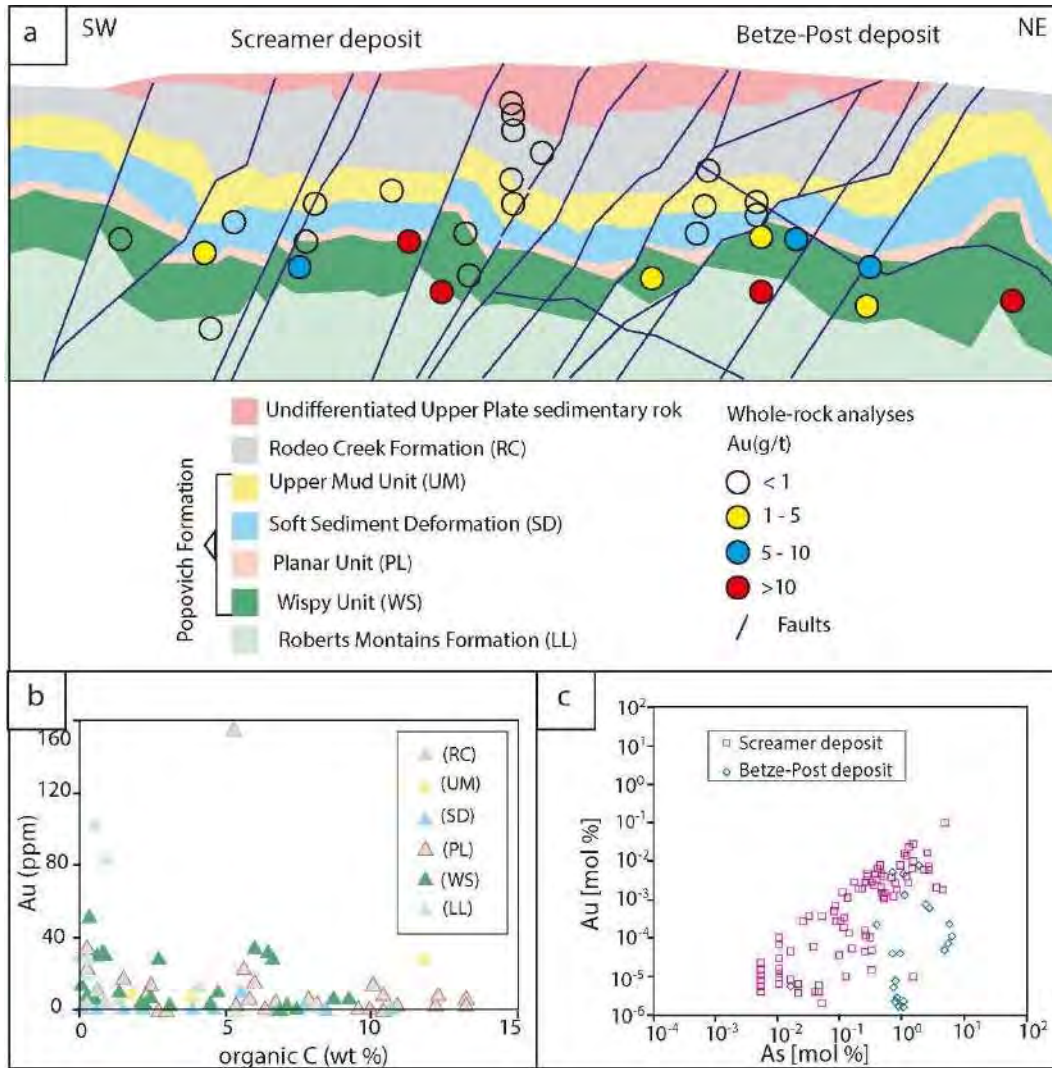 a
SW
Screamer deposit
Betze-Post deposit
NE
Undifferentiated Upper Plate sedimentary rok
Rodeo Creek Formation (RC)
Upper Mud Unit (UM)
Soft Sediment Deformation (SD)
Planar Unit (PL)
Wispy Unit (WS)
Roberts Montains Formation (LL)
Popovich Formation
Whole-rock analyses
Au(g/t)
< 1
1 - 5
5 - 10
>10
Faults
b
160
120
80
40
0
Au (ppm)
0
5
10
15
organic C (wt %)
(RC)
(UM)
(SD)
(PL)
(WS)
(LL)
c
10²
10¹
10⁰
10⁻¹
10⁻²
10⁻³
10⁻⁴
10⁻⁵
10⁻⁶
Au [mol %]
Screamer deposit
Betze-Post deposit
10⁻⁴
10⁻³
10⁻²
10⁻¹
10⁰
10¹
10²
As [mol %]